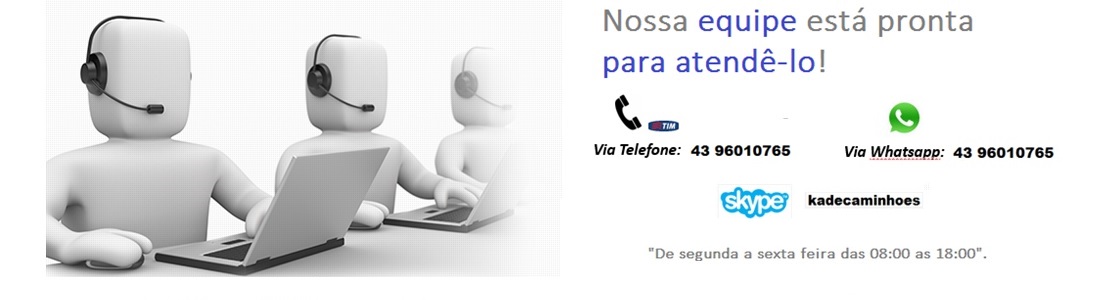 Nossa equipe está pronta
para atendê-lo!
TIM
Via Telefone: 43 96010765
Via Whatsapp: 43 96010765
skype kadecaminhoes
"De segunda a sexta feira das 08:00 as 18:00".